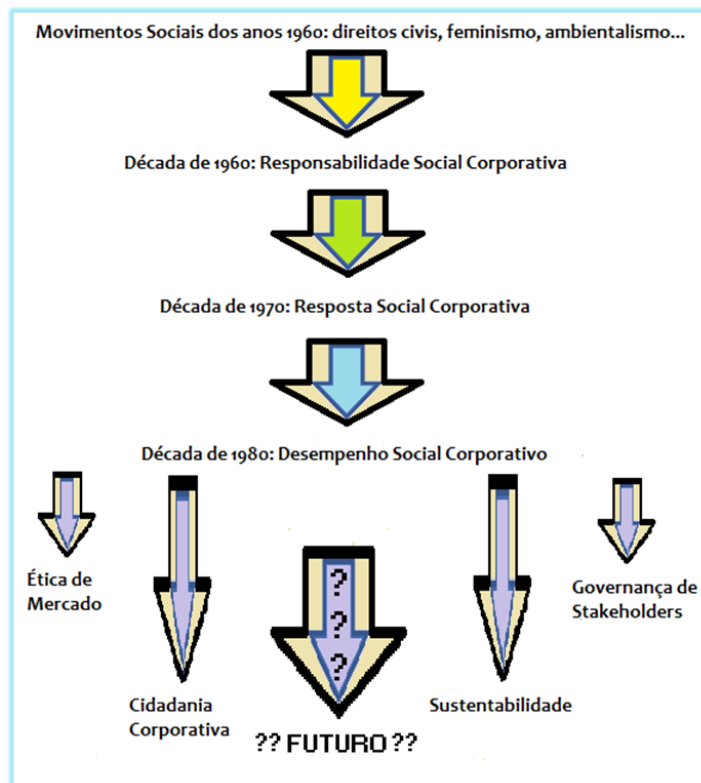 Movimentos Sociais dos anos 1960: direitos civis, feminismo, ambientalismo...
Década de 1960: Responsabilidade Social Corporativa
Década de 1970: Resposta Social Corporativa
Década de 1980: Desempenho Social Corporativo
Ética de
Mercado
Cidadania
Corporativa
?
?
?
?? FUTURO ??
Sustentabilidade
Governança de
Stakeholders